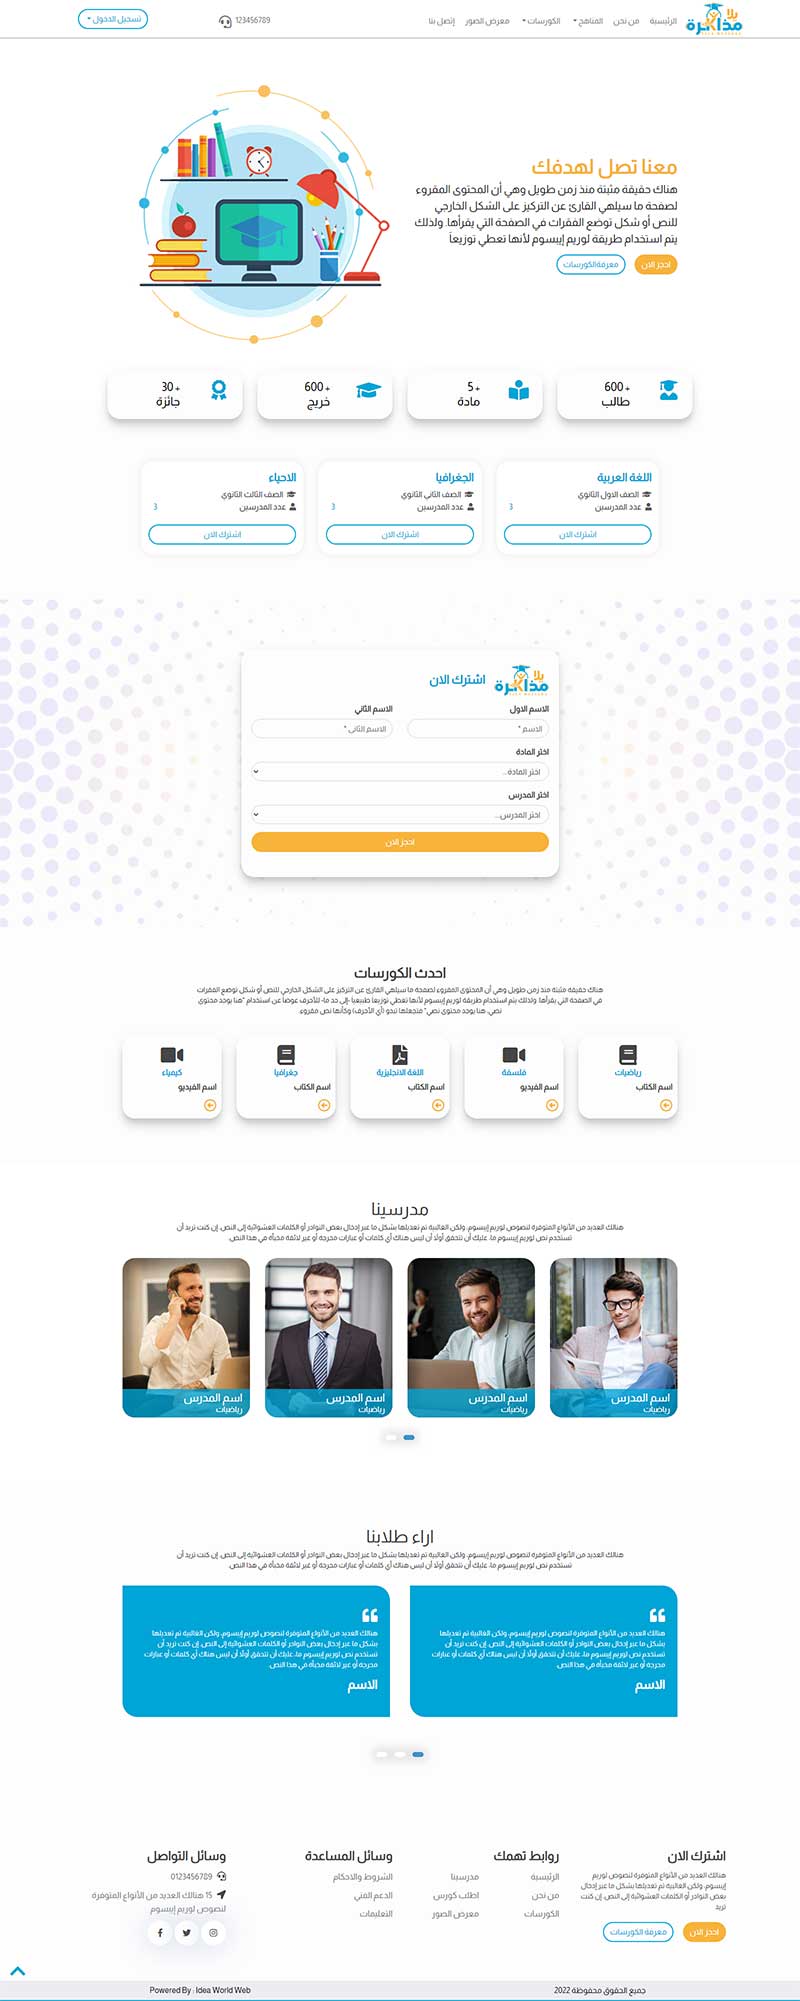 يلا مذاكرة
الرئيسية
من نحن
المناهج
الكورسات
معرض الصور
إتصل بنا
123456789
تسجيل الدخول
معنا تصل لهدفك
هناك حقيقة مثبتة منذ زمن طويل وهي أن المحتوى المقروء
لصفحة ما سيلهي القارئ عن التركيز على الشكل الخارجي
للنص أو شكل توضع الفقرات في الصفحة التي يقرأها. ولذلك
يتم استخدام طريقة لوريم إيبسوم لأنها تعطي توزيعاَ
احجز الان
معرفةالكورسات
600 +
طالب
5 +
مادة
600 +
خريج
30 +
جائزة
اللغة العربية
الصف الاول الثانوي
عدد المدرسين 3
اشترك الان
الجغرافيا
الصف الثاني الثانوي
عدد المدرسين 3
اشترك الان
الاحياء
الصف الثالث الثانوي
عدد المدرسين 3
اشترك الان
يلا مذاكرة
اشترك الان
الاسم الاول
الاسم الثاني
الاسم *
الاسم الثانى *
اختر المادة
اختر المادة...
اختر المدرس
اختر المدرس...
احجز الان
احدث الكورسات
هناك حقيقة مثبتة منذ زمن طويل وهي أن المحتوى المقروء لصفحة ما سيلهي القارئ عن التركيز على الشكل الخارجي للنص أو شكل توضع الفقرات
في الصفحة التي يقرأها. ولذلك يتم استخدام طريقة لوريم إيبسوم لأنها تعطي توزيعاَ طبيعياَ -إلى حد ما- للأحرف عوضاً عن استخدام "هنا يوجد محتوى
نصي، هنا يوجد محتوى نصي" فتجعلها تبدو (أي الأحرف) وكأنها نص مقروء.
رياضيات
اسم الكتاب
فلسفة
اسم الفيديو
اللغة الانجليزية
اسم الكتاب
جغرافيا
اسم الكتاب
كيمياء
اسم الفيديو
مدرسينا
هنالك العديد من الأنواع المتوفرة لنصوص لوريم إيبسوم، ولكن الغالبية تم تعديلها بشكل ما عبر إدخال بعض النوادر أو الكلمات العشوائية إلى النص. إن كنت تريد أن
تستخدم نص لوريم إيبسوم ما، عليك أن تتحقق أولاً أن ليس هناك أي كلمات أو عبارات محرجة أو غير لائقة مخبأة في هذا النص.
اسم المدرس
رياضيات
اسم المدرس
رياضيات
اسم المدرس
رياضيات
اسم المدرس
رياضيات
اراء طلابنا
هنالك العديد من الأنواع المتوفرة لنصوص لوريم إيبسوم، ولكن الغالبية تم تعديلها بشكل ما عبر إدخال بعض النوادر أو الكلمات العشوائية إلى النص. إن كنت تريد أن
تستخدم نص لوريم إيبسوم ما، عليك أن تتحقق أولاً أن ليس هناك أي كلمات أو عبارات محرجة أو غير لائقة مخبأة في هذا النص.
هنالك العديد من الأنواع المتوفرة لنصوص لوريم إيبسوم، ولكن الغالبية تم تعديلها
بشكل ما عبر إدخال بعض النوادر أو الكلمات العشوائية إلى النص. إن كنت تريد أن
تستخدم نص لوريم إيبسوم ما، عليك أن تتحقق أولاً أن ليس هناك أي كلمات أو عبارات
محرجة أو غير لائقة مخبأة في هذا النص.
الاسم
هنالك العديد من الأنواع المتوفرة لنصوص لوريم إيبسوم، ولكن الغالبية تم تعديلها
بشكل ما عبر إدخال بعض النوادر أو الكلمات العشوائية إلى النص. إن كنت تريد أن
تستخدم نص لوريم إيبسوم ما، عليك أن تتحقق أولاً أن ليس هناك أي كلمات أو عبارات
محرجة أو غير لائقة مخبأة في هذا النص.
الاسم
اشترك الان
هنالك العديد من الأنواع المتوفرة لنصوص لوريم
إيبسوم، ولكن الغالبية تم تعديلها بشكل ما عبر إدخال
بعض النوادر أو الكلمات العشوائية إلى النص. إن كنت
تريد
احجز الان
معرفة الكورسات
روابط تهمك
الرئيسية
من نحن
الكورسات
مدرسينا
اطلب كورس
معرض الصور
وسائل المساعدة
الشروط والاحكام
الدعم الفني
التعليمات
وسائل التواصل
0123456789
15 هنالك العديد من الأنواع المتوفرة
لنصوص لوريم إيبسوم
جميع الحقوق محفوظة 2022
Powered By : Idea World Web